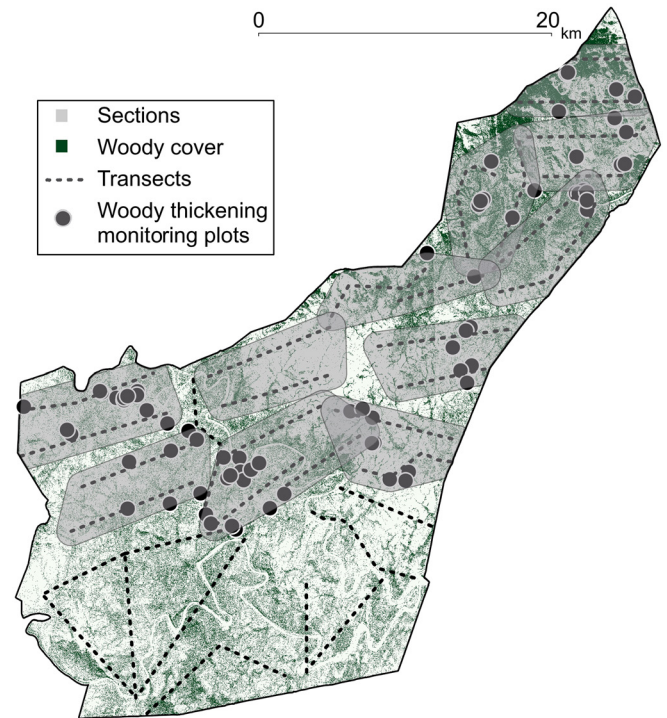 0 20
km
Sections
Woody cover
Transects
Woody thickening
monitoring plots